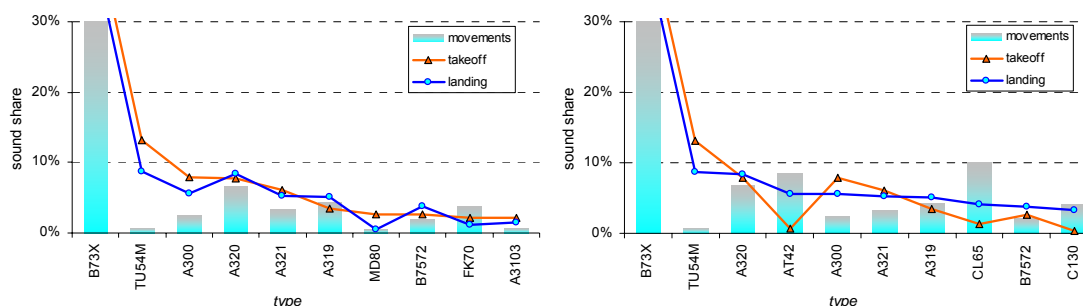 30%
20%
10%
0%
sound share
movements
takeoff
landing
B73X
TU54M
A300
A320
A321
A319
MD80
B7572
FK70
A3103
type
30%
20%
10%
0%
sound share
movements
takeoff
landing
B73X
TU54M
A320
AT42
A300
A321
A319
CL65
B7572
C130
type